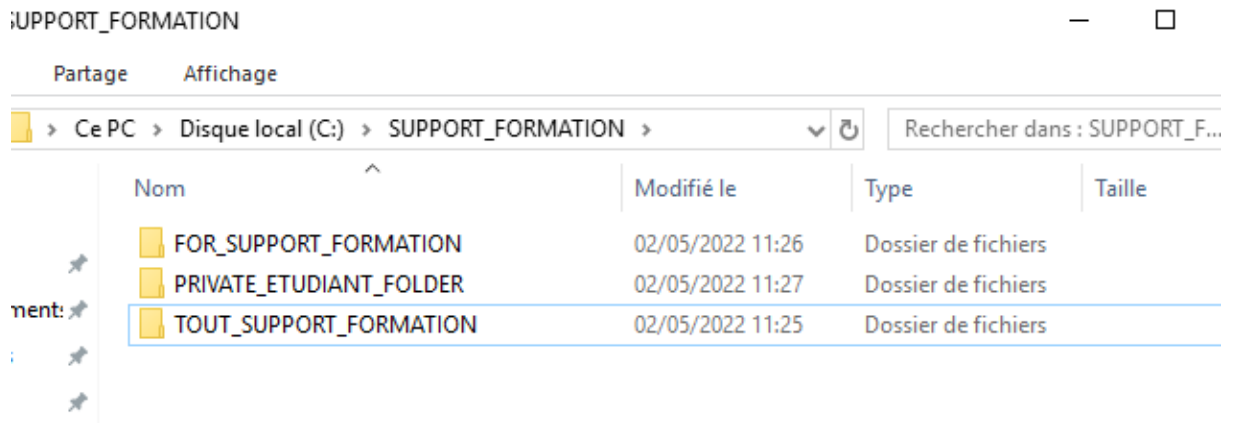 SUPPORT_FORMATION
Partage Affichage
Ce PC > Disque local (C:) > SUPPORT_FORMATION > Rechercher dans : SUPPORT_F...
Nom Modifié le Type Taille
FOR_SUPPORT_FORMATION 02/05/2022 11:26 Dossier de fichiers
PRIVATE_ETUDIANT_FOLDER 02/05/2022 11:27 Dossier de fichiers
ments TOUT_SUPPORT_FORMATION 02/05/2022 11:25 Dossier de fichiers
s